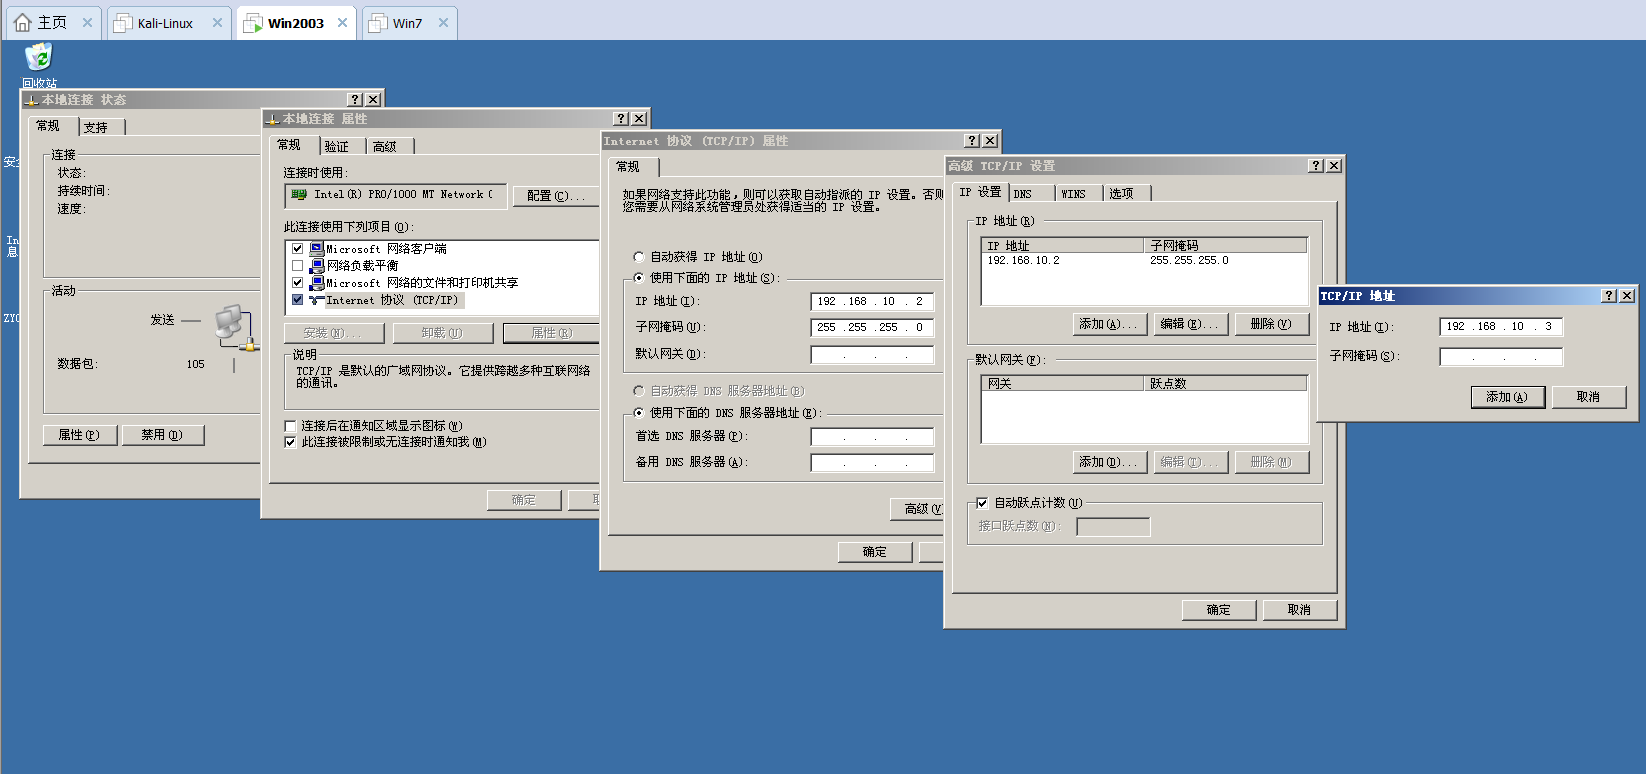 主页
Kali-Linux
Win2003
Win7
回收站
本地连接 状态
常规
支持
连接
状态:
持续时间:
速度:
活动
发送
数据包:
105
属性(P)
禁用(D)
本地连接 属性
常规
验证
高级
连接时使用:
Intel(R) PRO/1000 MT Network C
配置(C)...
此连接使用下列项目(O):
Microsoft 网络客户端
网络负载平衡
Microsoft 网络的文件和打印机共享
Internet 协议 (TCP/IP)
安装(N)...
卸载(U)
属性(R)
说明
TCP/IP 是默认的广域网协议。它提供跨越多种互联网络
的通讯。
连接后在通知区域显示图标(W)
此连接被限制或无连接时通知我(M)
确定
Internet 协议 (TCP/IP) 属性
常规
如果网络支持此功能,则可以获取自动指派的 IP 设置。否则
您需要从网络系统管理员处获得适当的 IP 设置。
自动获得 IP 地址(O)
使用下面的 IP 地址(S):
IP 地址(I):
192 .168 . 10 . 2
子网掩码(U):
255 .255 .255 . 0
默认网关(D):
自动获得 DNS 服务器地址(B)
使用下面的 DNS 服务器地址(E):
首选 DNS 服务器(P):
备用 DNS 服务器(A):
高级(V)
确定
高级 TCP/IP 设置
IP 设置
DNS
WINS
选项
IP 地址(R)
IP 地址
子网掩码
192.168.10.2
255.255.255.0
添加(A)...
编辑(E)...
删除(V)
默认网关(F):
网关
跃点数
添加(D)...
编辑(T)...
删除(M)
自动跃点计数(U)
接口跃点数(N):
确定
取消
TCP/IP 地址
IP 地址(I):
192 .168 . 10 . 3
子网掩码(S):
添加(A)
取消